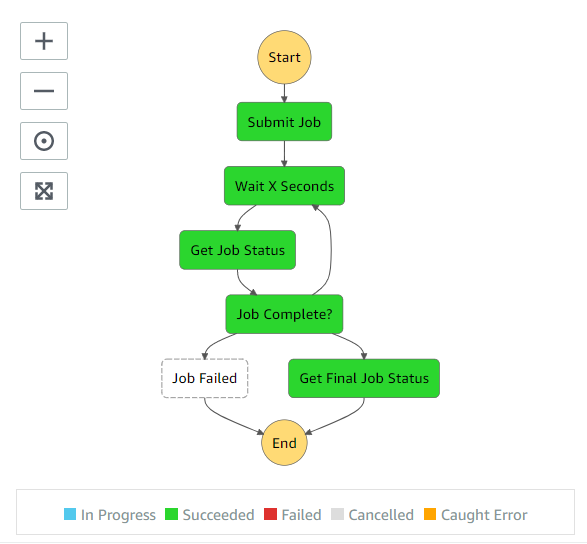 Start
Submit Job
Wait X Seconds
Get Job Status
Job Complete?
Job Failed
Get Final Job Status
End
In Progress
Succeeded
Failed
Cancelled
Caught Error